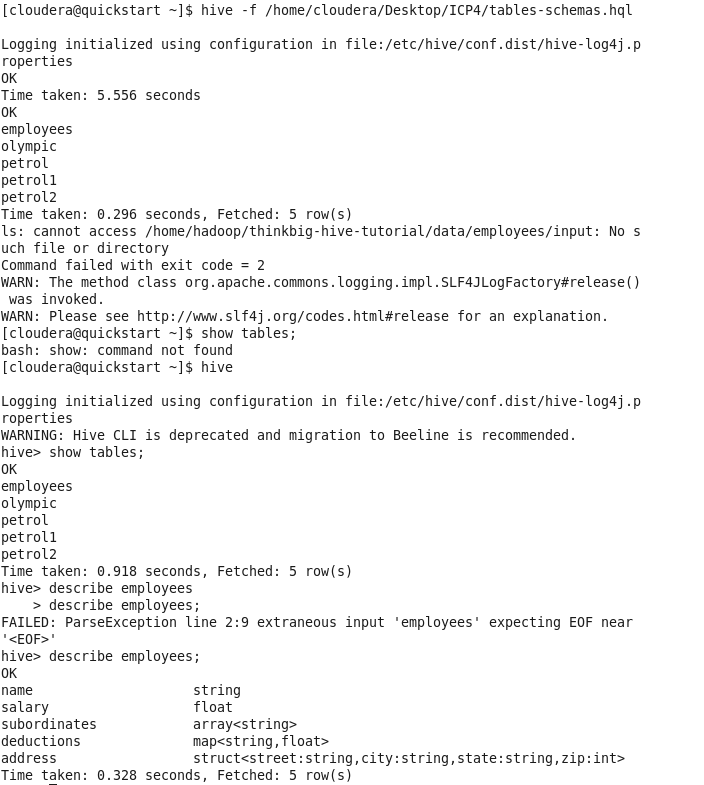 [cloudera@quickstart ~]$ hive -f /home/cloudera/Desktop/ICP4/tables-schemas.hql
Logging initialized using configuration in file:/etc/hive/conf.dist/hive-log4j.p
roperties
OK
Time taken: 5.556 seconds
OK
employees
olympic
petrol
petrol1
petrol2
Time taken: 0.296 seconds, Fetched: 5 row(s)
ls: cannot access /home/hadoop/thinkbig-hive-tutorial/data/employees/input: No s
uch file or directory
Command failed with exit code = 2
WARN: The method class org.apache.commons.logging.impl.SLF4JLogFactory#release()
 was invoked.
WARN: Please see http://www.slf4j.org/codes.html#release for an explanation.
[cloudera@quickstart ~]$ show tables;
bash: show: command not found
[cloudera@quickstart ~]$ hive
Logging initialized using configuration in file:/etc/hive/conf.dist/hive-log4j.p
roperties
WARNING: Hive CLI is deprecated and migration to Beeline is recommended.
hive> show tables;
OK
employees
olympic
petrol
petrol1
petrol2
Time taken: 0.918 seconds, Fetched: 5 row(s)
hive> describe employees
    > describe employees;
FAILED: ParseException line 2:9 extraneous input 'employees' expecting EOF near
'<EOF>'
hive> describe employees;
OK
name                    string
salary                  float
subordinates            array<string>
deductions              map<string,float>
address                 struct<street:string,city:string,state:string,zip:int>
Time taken: 0.328 seconds, Fetched: 5 row(s)